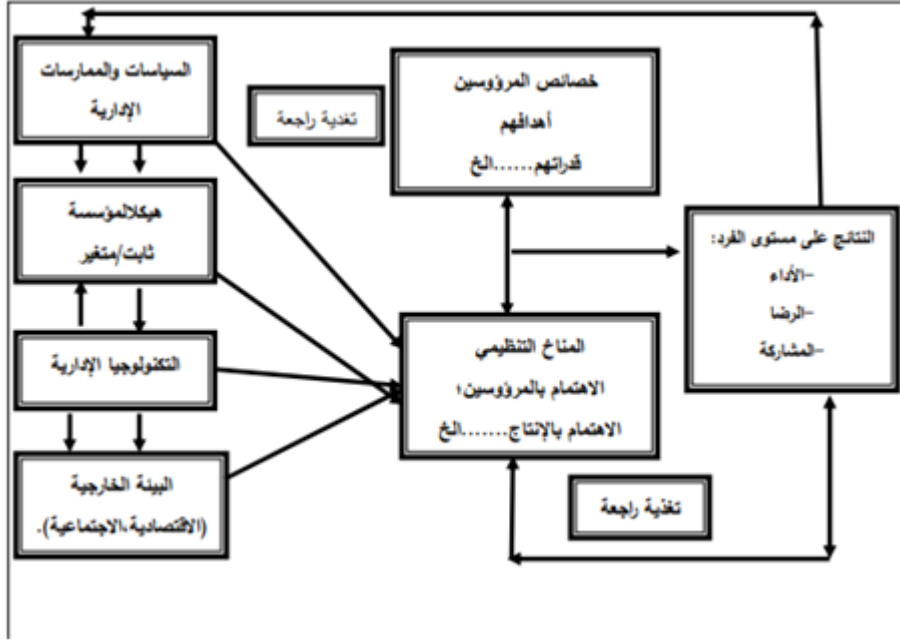 السياسات والممارسات
الإدارية
تغدية راجعة
خصائص المرؤوسين
أهدافهم
قدراتهم......الخ
هيكلالمؤسسة
ثابت/متغير
النتائج على مستوى الفرد:
-الأداء
-الرضا
-المشاركة
التكنولوجيا الإدارية
المناخ التنظيمي
الاهتمام بالمرؤوسين؛
الاهتمام بالإنتاج.......الخ
البيئة الخارجية
(الاقتصادية،الاجتماعية).
تغذية راجعة